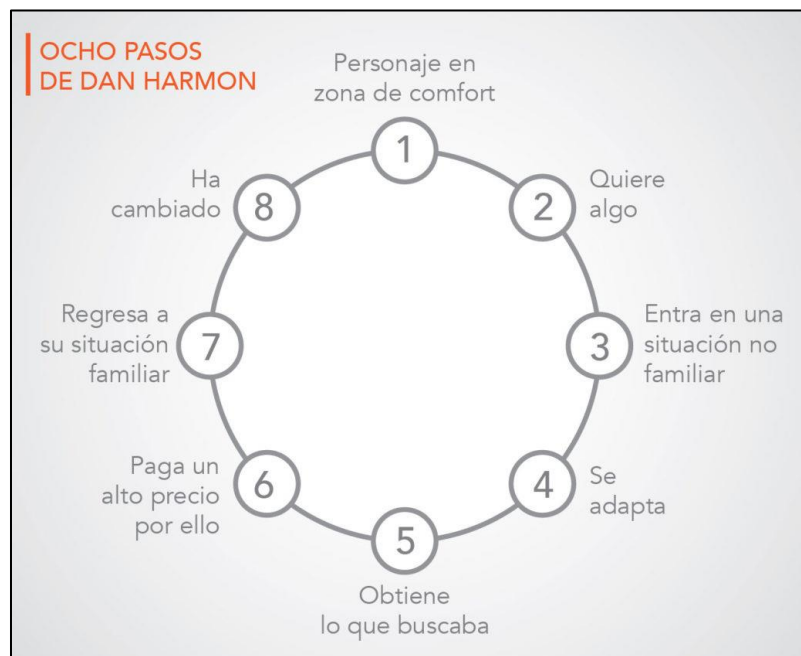 OCHO PASOS
DE DAN HARMON
Personaje en
zona de comfort
1
2
Quiere
algo
3
Entra en una
situación no
familiar
4
Se
adapta
5
Obtiene
lo que buscaba
6
Paga un
alto precio
por ello
7
Regresa a
su situación
familiar
8
Ha
cambiado